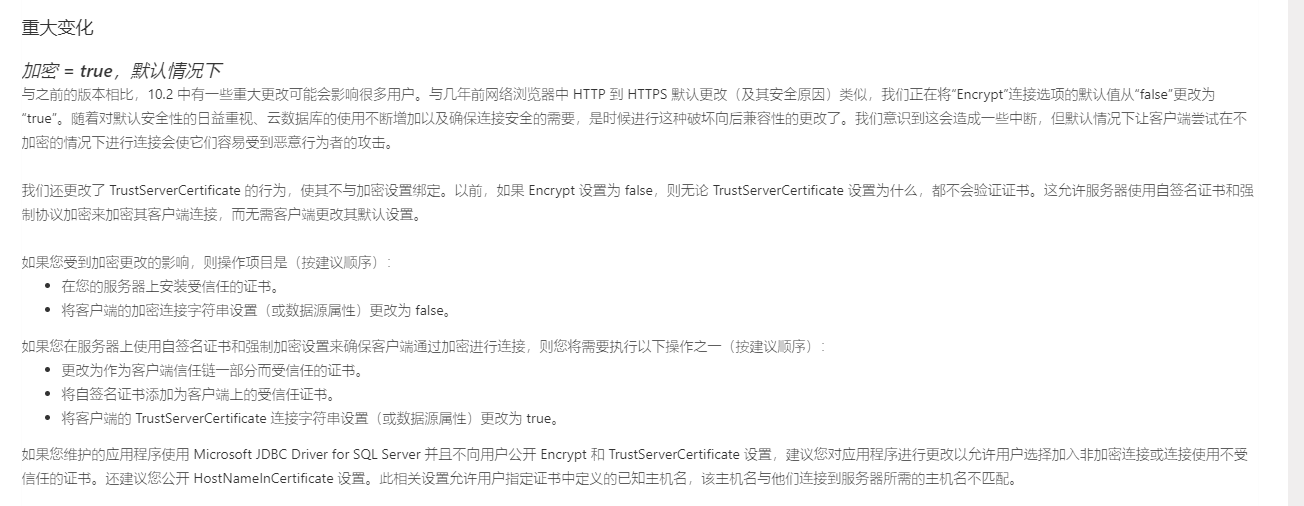 重大变化
加密 = true，默认情况下
与之前的版本相比，10.2 中有一些重大更改可能会影响很多用户。与几年前网络浏览器中 HTTP 到 HTTPS 默认更改（及其安全原因）类似，我们正在将“Encrypt”连接选项的默认值从“false”更改为
“true”。随着对默认安全性的日益重视、云数据库的使用不断增加以及确保连接安全的需要，是时候进行这种破坏向后兼容性的更改了。我们意识到这会造成一些中断，但默认情况下让客户端尝试在不
加密的情况下进行连接会使它们容易受到恶意行为者的攻击。
我们还更改了 TrustServerCertificate 的行为，使其不与加密设置绑定。以前，如果 Encrypt 设置为 false，则无论 TrustServerCertificate 设置为什么，都不会验证证书。这允许服务器使用自签名证书和强
制协议加密来加密其客户端连接，而无需客户端更改其默认设置。
如果您受到加密更改的影响，则操作项目是（按建议顺序）：
• 在您的服务器上安装受信任的证书。
• 将客户端的加密连接字符串设置（或数据源属性）更改为 false。
如果您在服务器上使用自签名证书和强制加密设置来确保客户端通过加密进行连接，则您将需要执行以下操作之一（按建议顺序）：
• 更改为作为客户端信任链一部分而受信任的证书。
• 将自签名证书添加为客户端上的受信任证书。
• 将客户端的 TrustServerCertificate 连接字符串设置（或数据源属性）更改为 true。
如果您维护的应用程序使用 Microsoft JDBC Driver for SQL Server 并且不向用户公开 Encrypt 和 TrustServerCertificate 设置，建议您对应用程序进行更改以允许用户选择加入非加密连接或连接使用不受
信任的证书。还建议您公开 HostNameInCertificate 设置。此相关设置允许用户指定证书中定义的已知主机名，该主机名与他们连接到服务器所需的主机名不匹配。